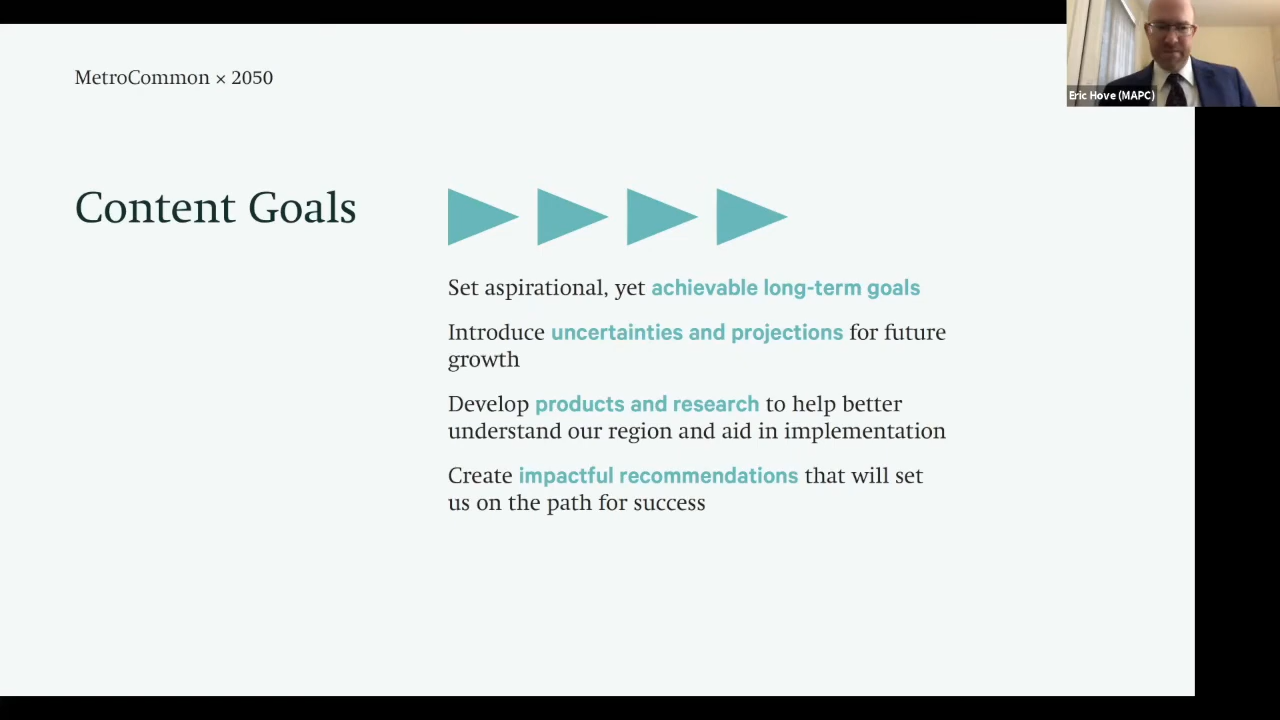 MetroCommon × 2050
Eric Hove (MAPC)
Content Goals
Set aspirational, yet achievable long-term goals
Introduce uncertainties and projections for future
growth
Develop products and research to help better
understand our region and aid in implementation
Create impactful recommendations that will set
us on the path for success